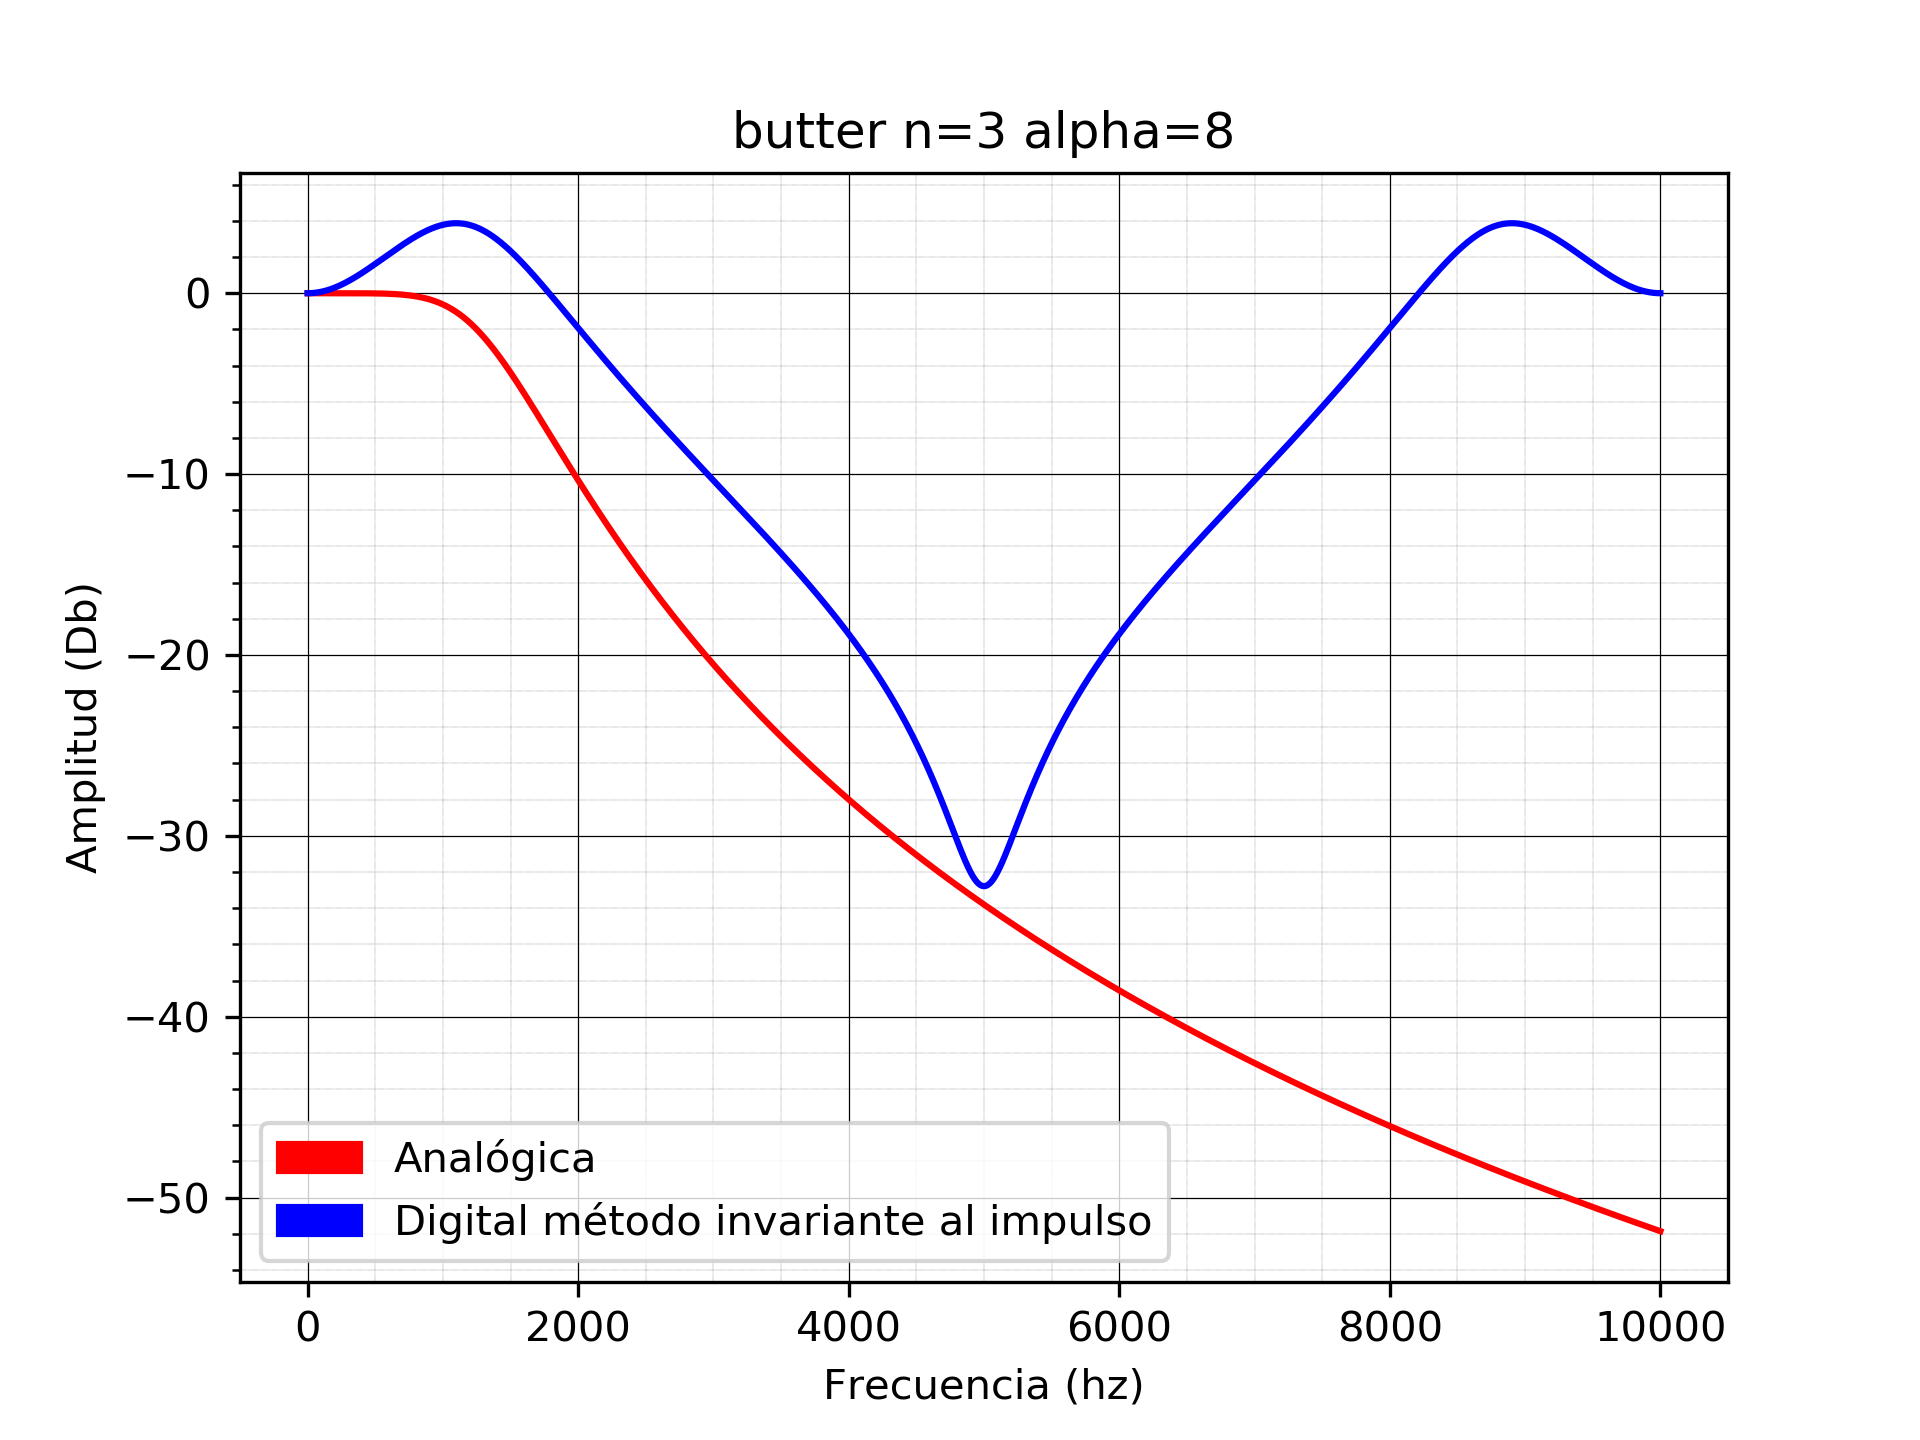 butter n=3 alpha=8
Amplitud (Db)
0
−10
−20
−30
−40
−50
Analógica
Digital método invariante al impulso
0 2000 4000 6000 8000 10000
Frecuencia (hz)